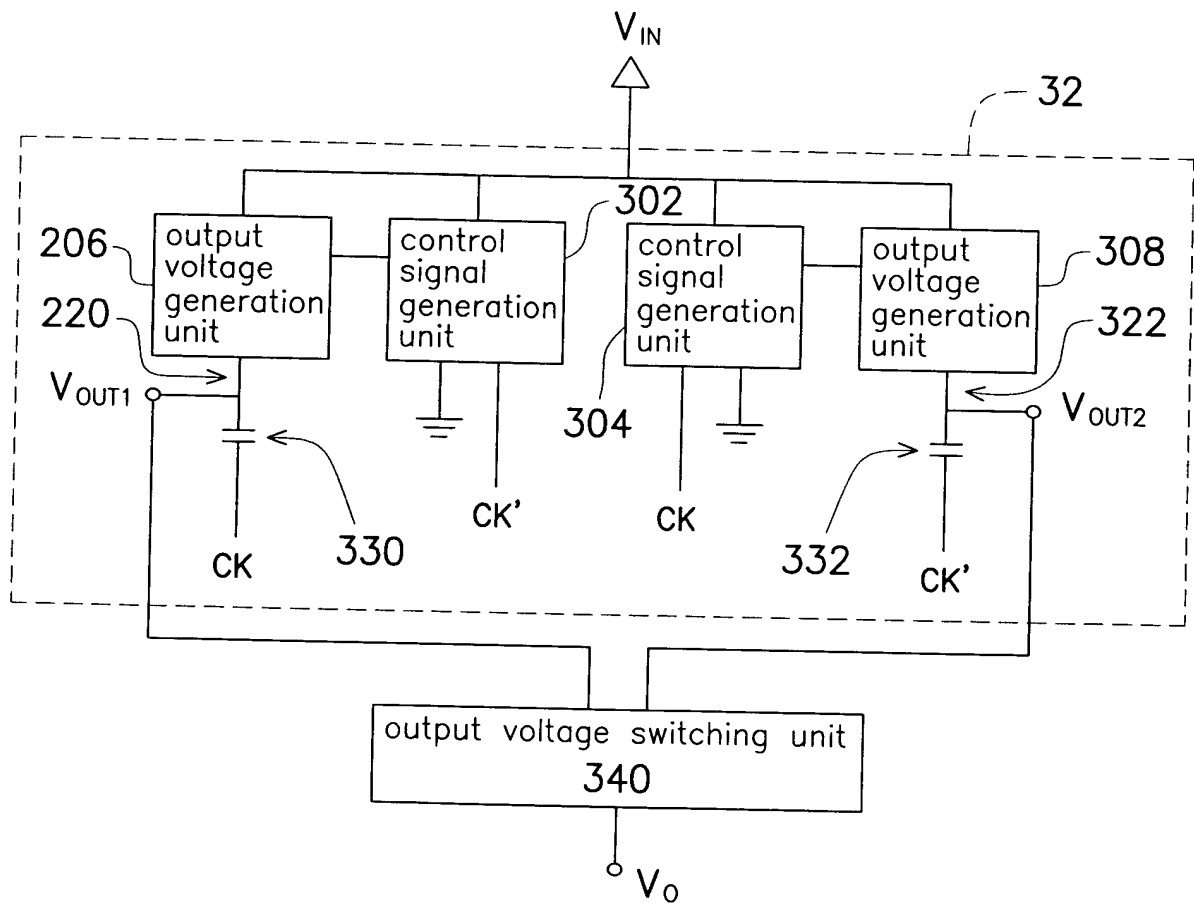 V_IN
32
206
output
voltage
generation
unit
control
signal
generation
unit
302
control
signal
generation
unit
output
voltage
generation
unit
308
220
322
V_OUT1
304
V_OUT2
CK
330
CK'
CK
332
CK'
output voltage switching unit
340
V_O